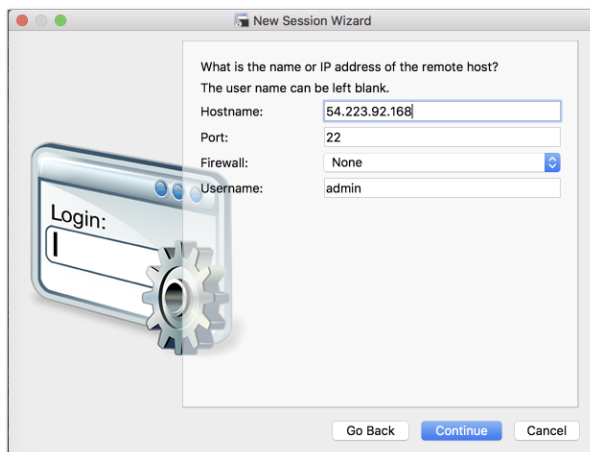 New Session Wizard
What is the name or IP address of the remote host?
The user name can be left blank.
Hostname: 54.223.92.168
Port: 22
Firewall: None
Username: admin
Login:
Go Back Continue Cancel